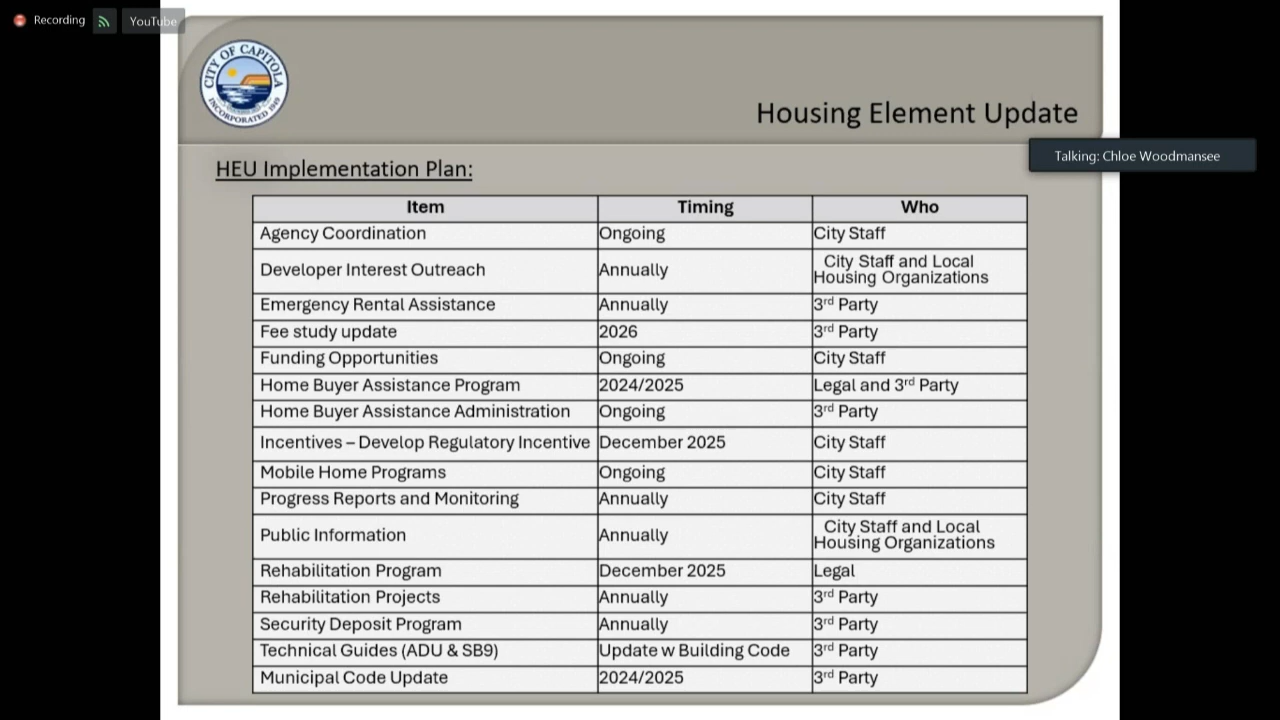 Recording
YouTube
CITY OF CAPITOLA
INCORPORATED 1949
Housing Element Update
Talking: Chloe Woodmansee
HEU Implementation Plan:
Item Timing Who
Agency Coordination Ongoing City Staff
Developer Interest Outreach Annually City Staff and Local
Housing Organizations
Emergency Rental Assistance Annually 3rd Party
Fee study update 2026 3rd Party
Funding Opportunities Ongoing City Staff
Home Buyer Assistance Program 2024/2025 Legal and 3rd Party
Home Buyer Assistance Administration Ongoing 3rd Party
Incentives – Develop Regulatory Incentive December 2025 City Staff
Mobile Home Programs Ongoing City Staff
Progress Reports and Monitoring Annually City Staff
Public Information Annually City Staff and Local
Housing Organizations
Rehabilitation Program December 2025 Legal
Rehabilitation Projects Annually 3rd Party
Security Deposit Program Annually 3rd Party
Technical Guides (ADU & SB9) Update w Building Code 3rd Party
Municipal Code Update 2024/2025 3rd Party